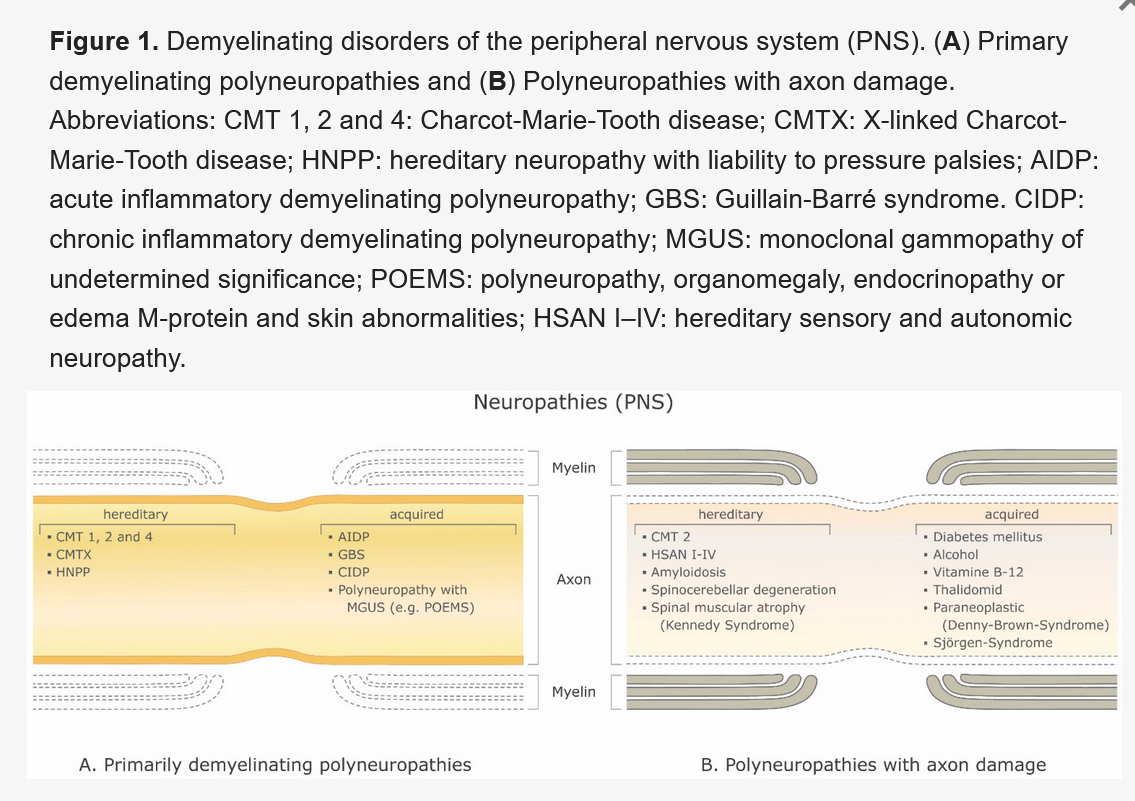 Figure 1. Demyelinating disorders of the peripheral nervous system (PNS). (A) Primary
demyelinating polyneuropathies and (B) Polyneuropathies with axon damage.
Abbreviations: CMT 1, 2 and 4: Charcot-Marie-Tooth disease; CMTX: X-linked Charcot-
Marie-Tooth disease; HNPP: hereditary neuropathy with liability to pressure palsies; AIDP:
acute inflammatory demyelinating polyneuropathy; GBS: Guillain-Barré syndrome. CIDP:
chronic inflammatory demyelinating polyneuropathy; MGUS: monoclonal gammopathy of
undetermined significance; POEMS: polyneuropathy, organomegaly, endocrinopathy or
edema M-protein and skin abnormalities; HSAN I–IV: hereditary sensory and autonomic
neuropathy.
Neuropathies (PNS)
Myelin
Axon
Myelin
hereditary
▪ CMT 1, 2 and 4
▪ CMTX
▪ HNPP
acquired
▪ AIDP
▪ GBS
▪ CIDP
▪ Polyneuropathy with
MGUS (e.g. POEMS)
hereditary
▪ CMT 2
▪ HSAN I-IV
▪ Amyloidosis
▪ Spinocerebellar degeneration
▪ Spinal muscular atrophy
(Kennedy Syndrome)
acquired
▪ Diabetes mellitus
▪ Alcohol
▪ Vitamine B-12
▪ Thalidomid
▪ Paraneoplastic
(Denny-Brown-Syndrome)
▪ Sjörgen-Syndrome
A. Primarily demyelinating polyneuropathies
B. Polyneuropathies with axon damage